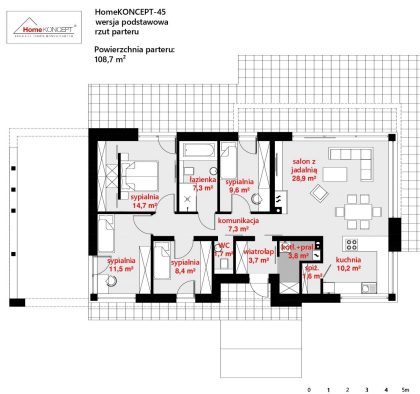 HomeKONCEPT
HomeKONCEPT-45
wersja podstawowa
rzut parteru
Powierzchnia parteru:
108,7 m²
sypialnia
14,7 m²
łazienka
7,3 m²
sypialnia
9,6 m²
salon z
jadalnią
28,9 m²
komunikacja
7,3 m²
sypialnia
11,5 m²
sypialnia
8,4 m²
WC
1,7 m²
wiatrołap
3,7 m²
kotł.+pral.
3,8 m²
spiż.
1,6 m²
kuchnia
10,2 m²
0 1 2 3 4 5m